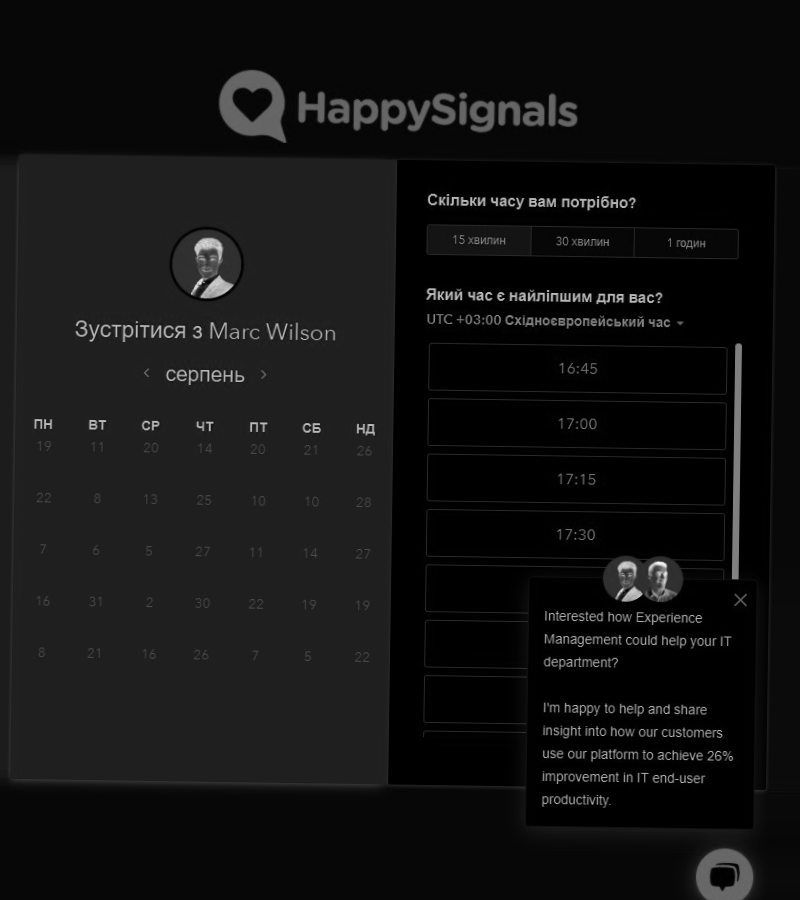 HappySignals
Зустрітися з Marc Wilson
серпень
ПН ВТ СР ЧТ ПТ СБ НД
19 11 20 14 20 21 26
22 8 13 25 10 10 28
7 6 5 27 11 14 27
16 31 2 30 22 19 19
8 21 16 26 7 5 22
Скільки часу вам потрібно?
15 хвилин 30 хвилин 1 годин
Який час є найліпшим для вас?
UTC +03:00 Східноєвропейський час
16:45
17:00
17:15
17:30
Interested how Experience
Management could help your IT
department?
I'm happy to help and share
insight into how our customers
use our platform to achieve 26%
improvement in IT end-user
productivity.